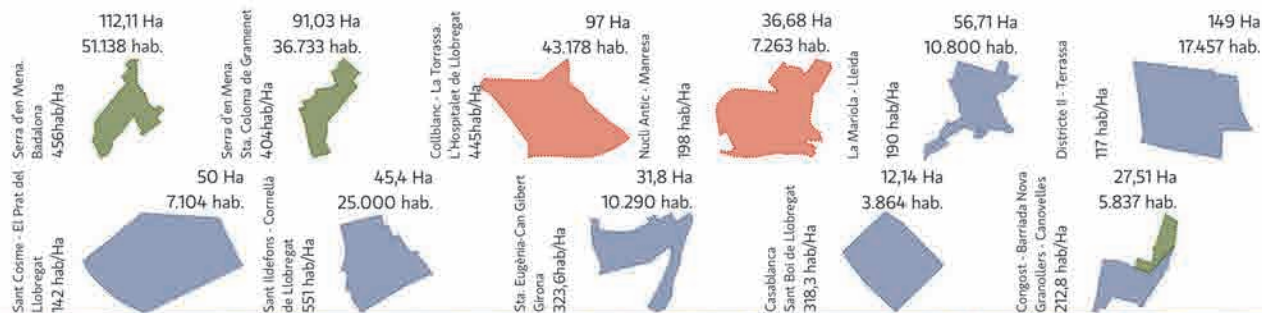 Serra d'en Mena.
Badalona
456hab/Ha
112,11 Ha
51.138 hab.
Serra d'en Mena.
Sta. Coloma de Gramenet
404hab/Ha
91,03 Ha
36.733 hab.
Collblanc - La Torrassa.
L'Hospitalet de Llobregat
445hab/Ha
97 Ha
43.178 hab.
Nucli Antic - Manresa
198 hab/Ha
36,68 Ha
7.263 hab.
La Mariola - Lleida
190 hab/Ha
56,71 Ha
10.800 hab.
Districte II - Terrassa
117 hab/Ha
149 Ha
17.457 hab.
Sant Cosme - El Prat del
Llobregat
142 hab/Ha
50 Ha
7.104 hab.
Sant Ildefons - Cornellà
de Llobregat
551 hab/Ha
45,4 Ha
25.000 hab.
Sta. Eugènia-Can Gibert
Girona
323,6hab/Ha
31,8 Ha
10.290 hab.
Casablanca
Sant Boi de Llobregat
318,3 hab/Ha
12,14 Ha
3.864 hab.
Congost - Barriada Nova
Granollers - Canovelles
212,8 hab/Ha
27,51 Ha
5.837 hab.